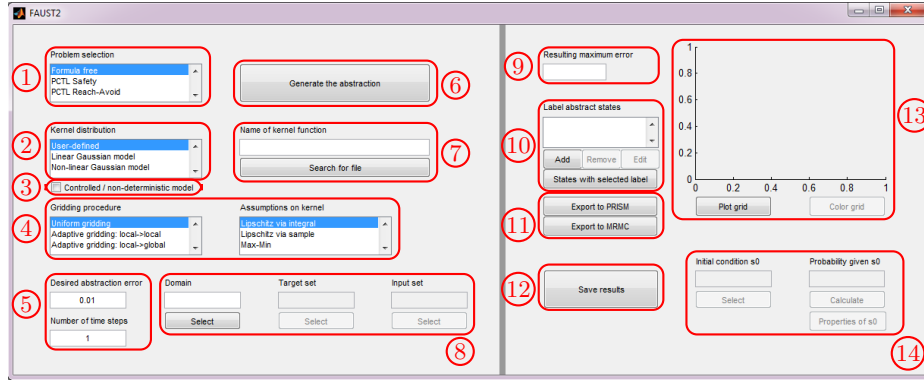 FAUST2
Problem selection
1
Formula free
PCTL Safety
PCTL Reach-Avoid
Generate the abstraction
6
Kernel distribution
2
User-defined
Linear Gaussian model
Non-linear Gaussian model
Name of kernel function
Search for file
7
3
Controlled / non-deterministic model
Gridding procedure
4
Uniform gridding
Adaptive gridding: local->local
Adaptive gridding: local->global
Assumptions on kernel
Lipschitz via integral
Lipschitz via sample
Max-Min
5
Desired abstraction error
0.01
Number of time steps
1
Domain
Select
Target set
Select
Input set
Select
8
9
Resulting maximum error
Label abstract states
10
Add Remove Edit
States with selected label
11
Export to PRISM
Export to MRMC
12
Save results
1
0.8
0.6
0.4
0.2
0
0 0.2 0.4 0.6 0.8 1
Plot grid Color grid
13
Initial condition s0
Select
Probability given s0
Calculate
Properties of s0
14